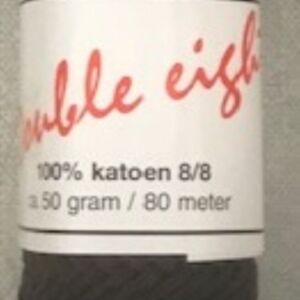 ouble eigh
100% katoen 8/8
ca 50 gram / 80 meter